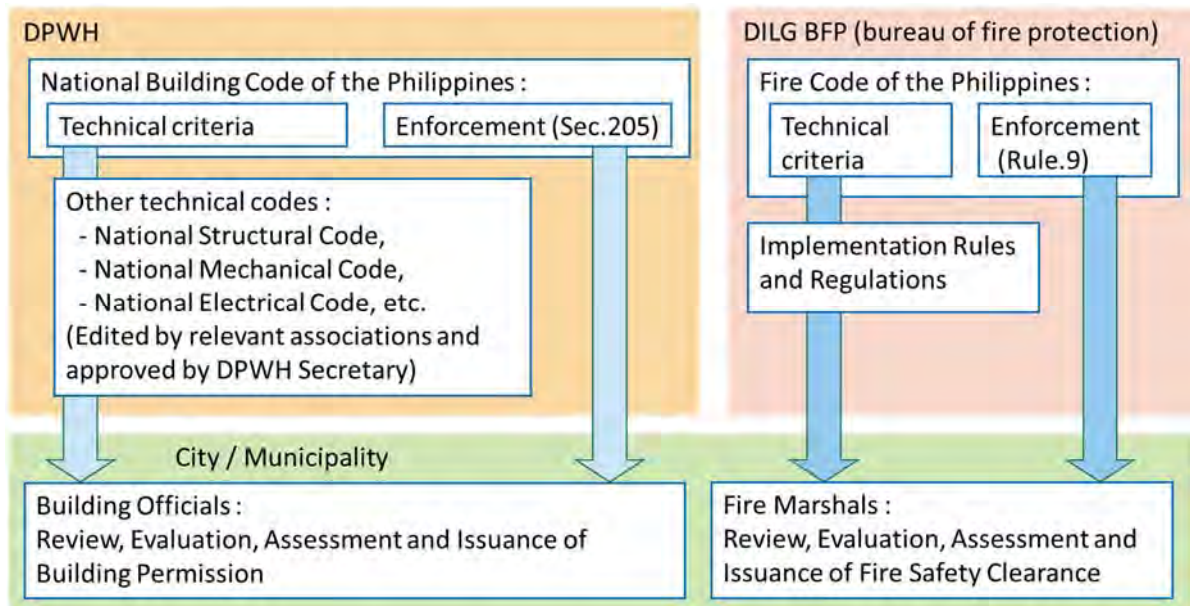 DPWH
National Building Code of the Philippines :
Technical criteria
Enforcement (Sec.205)
Other technical codes :
- National Structural Code,
- National Mechanical Code,
- National Electrical Code, etc.
(Edited by relevant associations and
approved by DPWH Secretary)
DILG BFP (bureau of fire protection)
Fire Code of the Philippines :
Technical
criteria
Enforcement
(Rule.9)
Implementation Rules
and Regulations
City / Municipality
Building Officials :
Review, Evaluation, Assessment and Issuance of
Building Permission
Fire Marshals :
Review, Evaluation, Assessment and
Issuance of Fire Safety Clearance